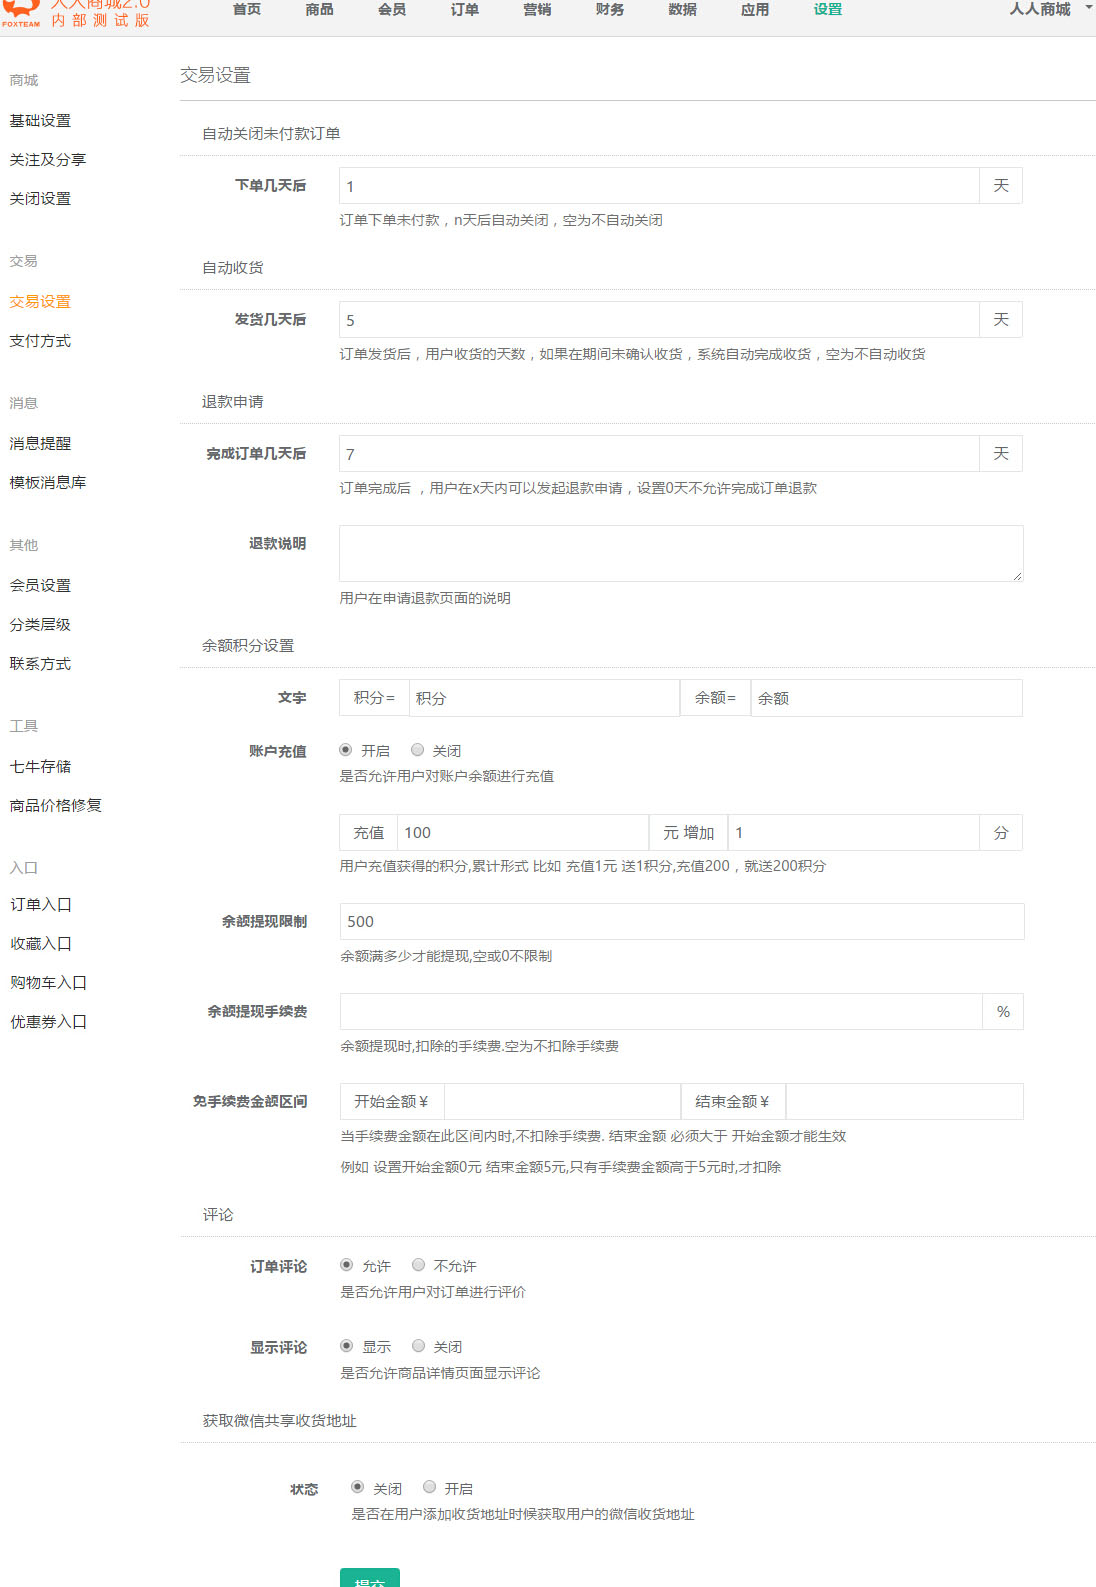 人人商城2.0
内部测试版
FOXTEAM
首页 商品 会员 订单 营销 财务 数据 应用 设置 人人商城
商城
基础设置
关注及分享
关闭设置
交易
交易设置
支付方式
消息
消息提醒
模板消息库
其他
会员设置
分类层级
联系方式
工具
七牛存储
商品价格修复
入口
订单入口
收藏入口
购物车入口
优惠券入口
交易设置
自动关闭未付款订单
下单几天后 1 天
订单下单未付款，n天后自动关闭，空为不自动关闭
自动收货
发货几天后 5 天
订单发货后，用户收货的天数，如果在期间未确认收货，系统自动完成收货，空为不自动收货
退款申请
完成订单几天后 7 天
订单完成后 ，用户在x天内可以发起退款申请，设置0天不允许完成订单退款
退款说明
用户在申请退款页面的说明
余额积分设置
文字 积分= 积分 余额= 余额
账户充值 开启 关闭
是否允许用户对账户余额进行充值
充值 100 元 增加 1 分
用户充值获得的积分,累计形式 比如 充值1元 送1积分,充值200，就送200积分
余额提现限制 500
余额满多少才能提现,空或0不限制
余额提现手续费 %
余额提现时,扣除的手续费.空为不扣除手续费
免手续费金额区间 开始金额￥ 结束金额￥
当手续费金额在此区间内时,不扣除手续费. 结束金额 必须大于 开始金额才能生效
例如 设置开始金额0元 结束金额5元,只有手续费金额高于5元时,才扣除
评论
订单评论 允许 不允许
是否允许用户对订单进行评价
显示评论 显示 关闭
是否允许商品详情页面显示评论
获取微信共享收货地址
状态 关闭 开启
是否在用户添加收货地址时候获取用户的微信收货地址
提交